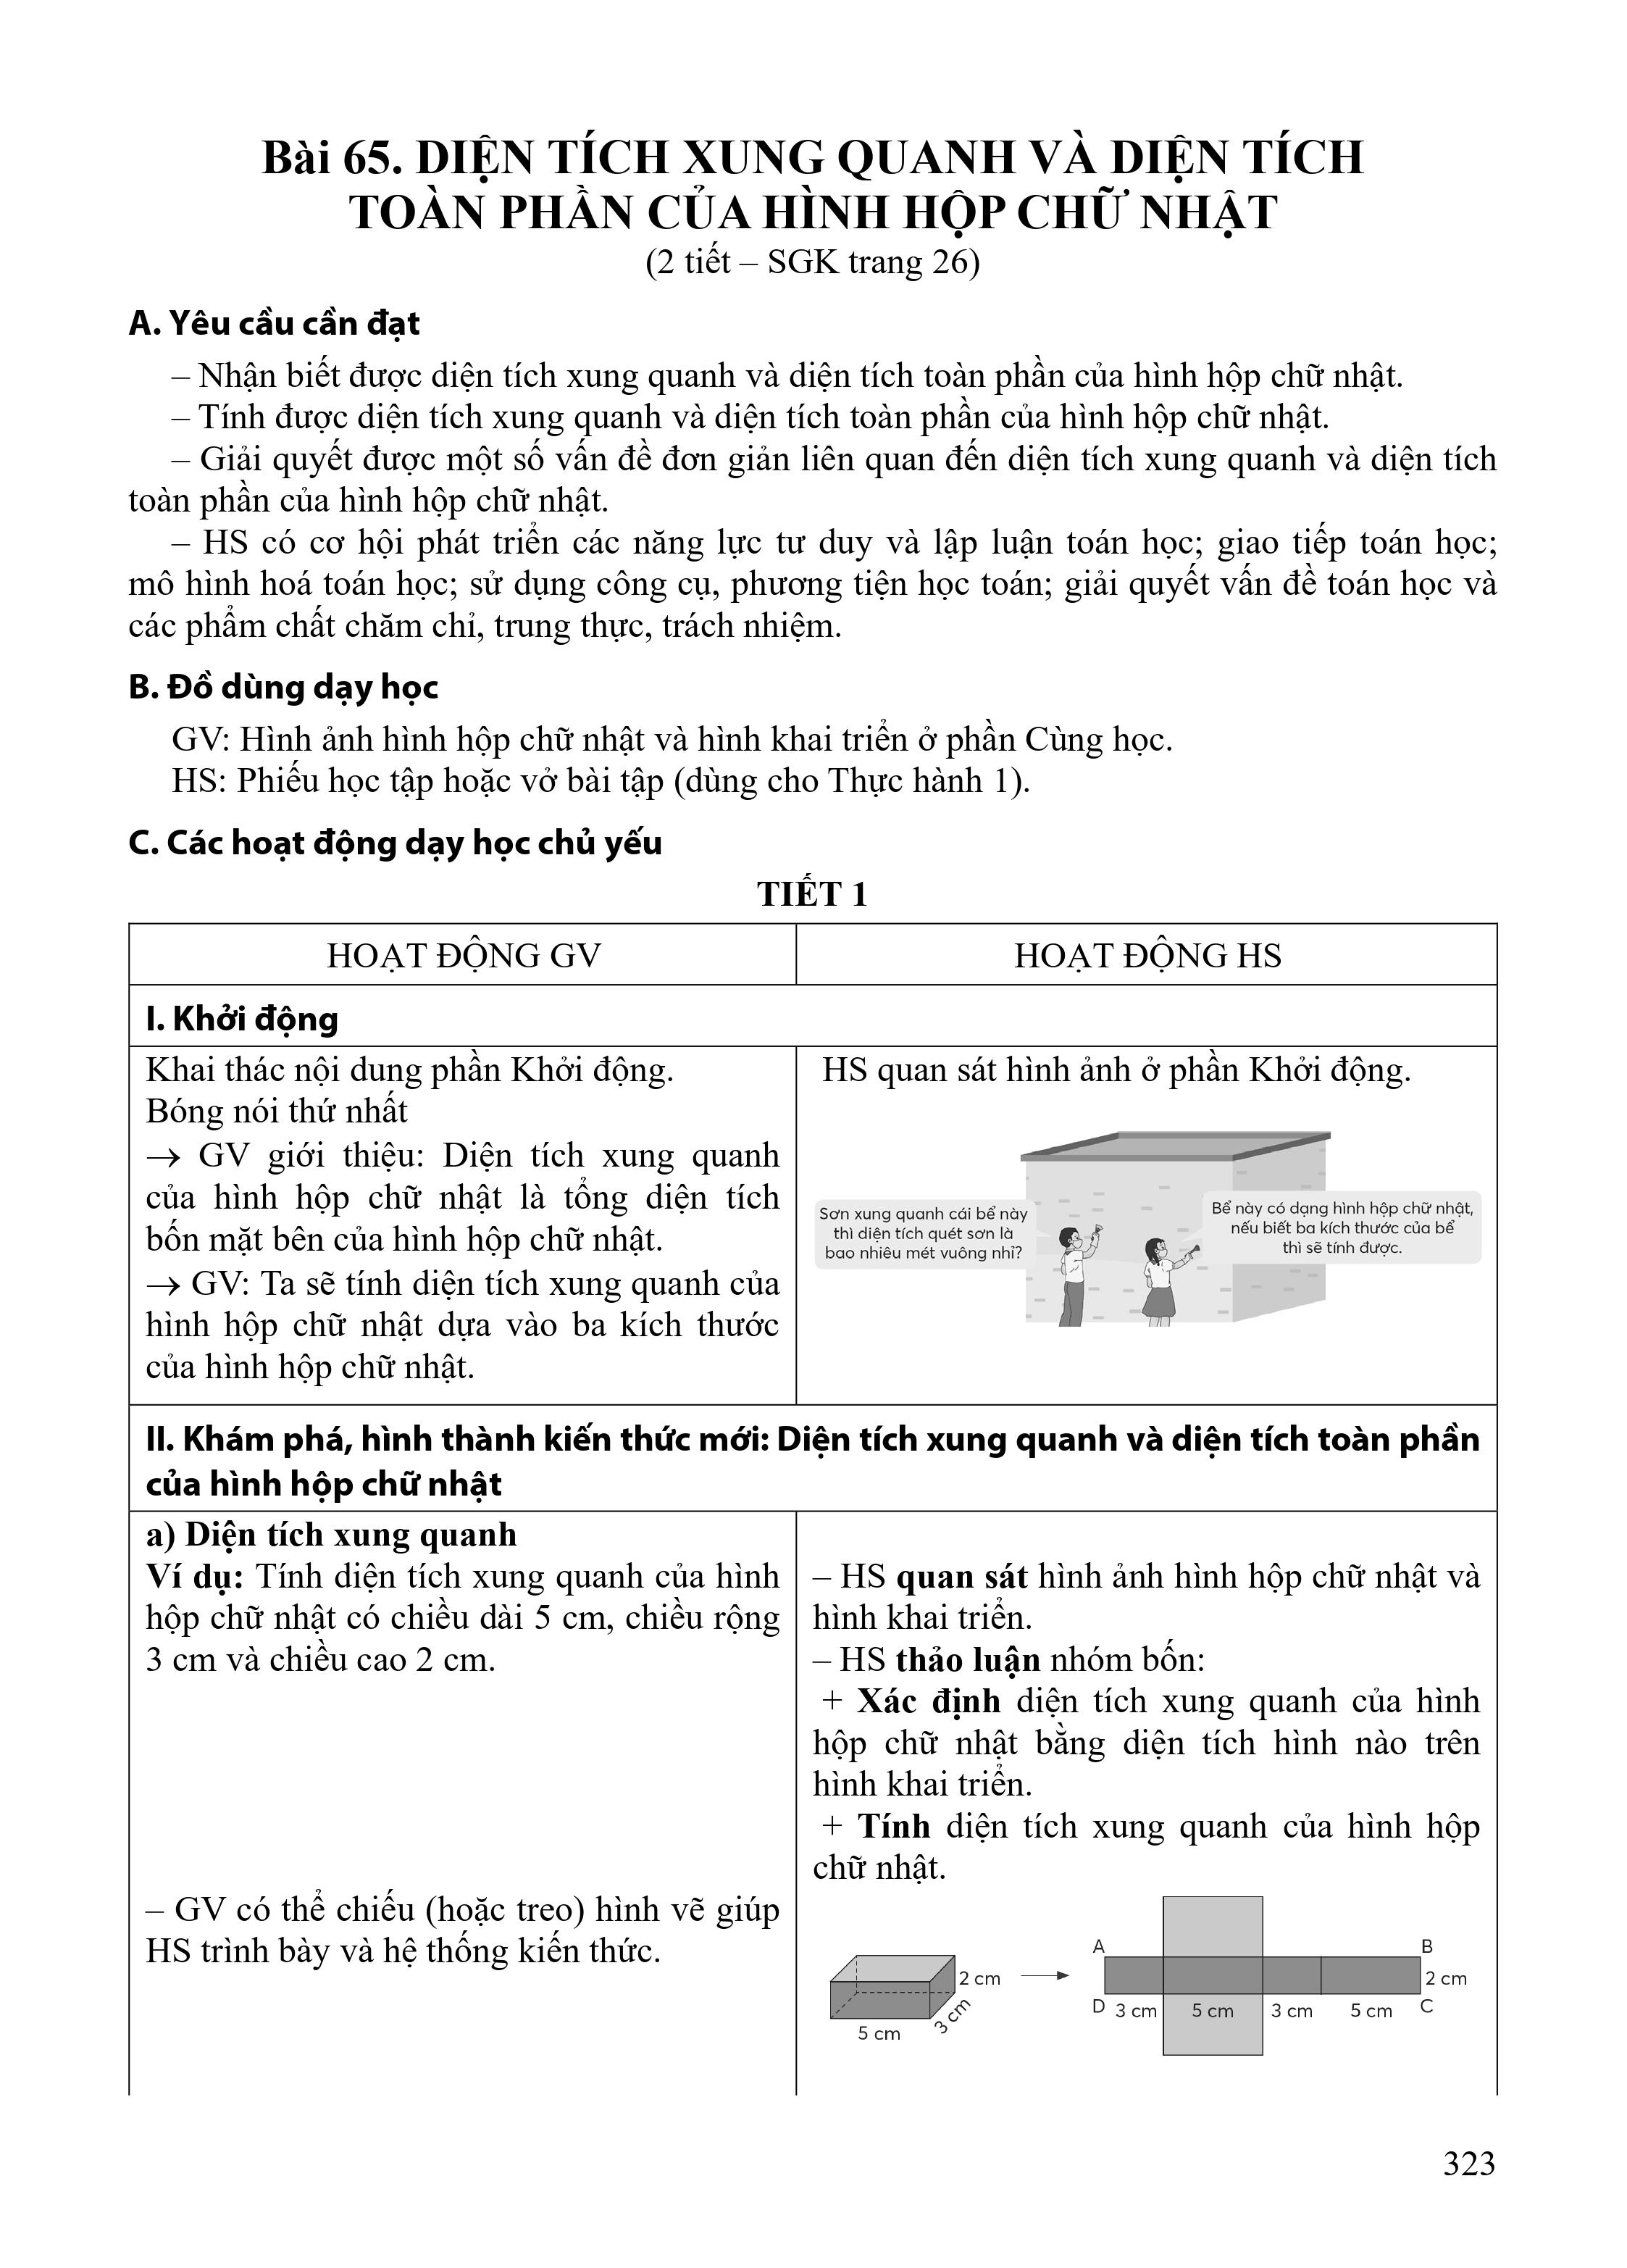 Bài 65. DIỆN TÍCH XUNG QUANH VÀ DIỆN TÍCH
TOÀN PHẦN CỦA HÌNH HỘP CHỮ NHẬT
(2 tiết – SGK trang 26)
A. Yêu cầu cần đạt
– Nhận biết được diện tích xung quanh và diện tích toàn phần của hình hộp chữ nhật.
– Tính được diện tích xung quanh và diện tích toàn phần của hình hộp chữ nhật.
– Giải quyết được một số vấn đề đơn giản liên quan đến diện tích xung quanh và diện tích
toàn phần của hình hộp chữ nhật.
– HS có cơ hội phát triển các năng lực tư duy và lập luận toán học; giao tiếp toán học;
mô hình hoá toán học; sử dụng công cụ, phương tiện học toán; giải quyết vấn đề toán học và
các phẩm chất chăm chỉ, trung thực, trách nhiệm.
B. Đồ dùng dạy học
GV: Hình ảnh hình hộp chữ nhật và hình khai triển ở phần Cùng học.
HS: Phiếu học tập hoặc vở bài tập (dùng cho Thực hành 1).
C. Các hoạt động dạy học chủ yếu
TIẾT 1
HOẠT ĐỘNG GV
HOẠT ĐỘNG HS
I. Khởi động
Khai thác nội dung phần Khởi động.
Bóng nói thứ nhất
→ GV giới thiệu: Diện tích xung quanh
của hình hộp chữ nhật là tổng diện tích
bốn mặt bên của hình hộp chữ nhật.
→ GV: Ta sẽ tính diện tích xung quanh của
hình hộp chữ nhật dựa vào ba kích thước
của hình hộp chữ nhật.
HS quan sát hình ảnh ở phần Khởi động.
Sơn xung quanh cái bể này
thì diện tích quét sơn là
bao nhiêu mét vuông nhỉ?
Bể này có dạng hình hộp chữ nhật,
nếu biết ba kích thước của bể
thì sẽ tính được.
II. Khám phá, hình thành kiến thức mới: Diện tích xung quanh và diện tích toàn phần
của hình hộp chữ nhật
a) Diện tích xung quanh
Ví dụ: Tính diện tích xung quanh của hình
hộp chữ nhật có chiều dài 5 cm, chiều rộng
3 cm và chiều cao 2 cm.
– GV có thể chiếu (hoặc treo) hình vẽ giúp
HS trình bày và hệ thống kiến thức.
– HS quan sát hình ảnh hình hộp chữ nhật và
hình khai triển.
– HS thảo luận nhóm bốn:
+ Xác định diện tích xung quanh của hình
hộp chữ nhật bằng diện tích hình nào trên
hình khai triển.
+ Tính diện tích xung quanh của hình hộp
chữ nhật.
2 cm
3 cm
5 cm
A
B
2 cm
D 3 cm 5 cm 3 cm 5 cm C
323